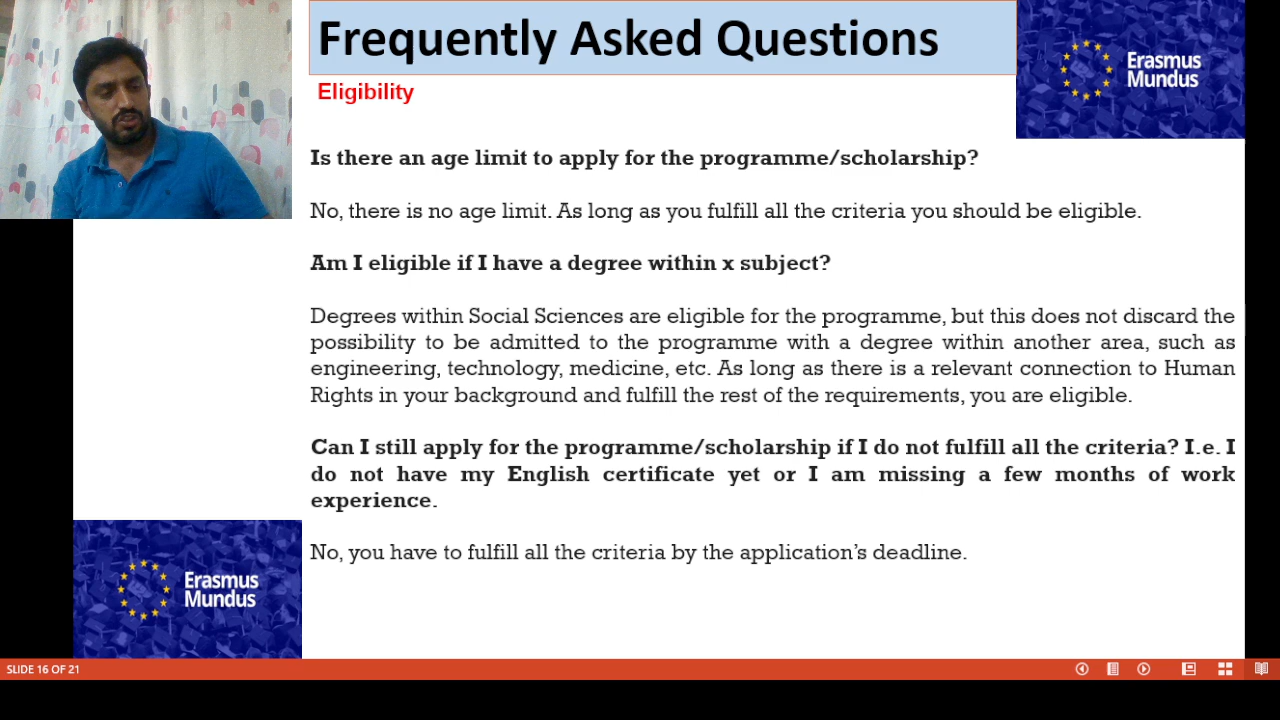 Frequently Asked Questions
Erasmus
Mundus
Eligibility
Is there an age limit to apply for the programme/scholarship?
No, there is no age limit. As long as you fulfill all the criteria you should be eligible.
Am I eligible if I have a degree within x subject?
Degrees within Social Sciences are eligible for the programme, but this does not discard the
possibility to be admitted to the programme with a degree within another area, such as
engineering, technology, medicine, etc. As long as there is a relevant connection to Human
Rights in your background and fulfill the rest of the requirements, you are eligible.
Can I still apply for the programme/scholarship if I do not fulfill all the criteria? I.e. I
do not have my English certificate yet or I am missing a few months of work
experience.
No, you have to fulfill all the criteria by the application's deadline.
Erasmus
Mundus
SLIDE 16 OF 21